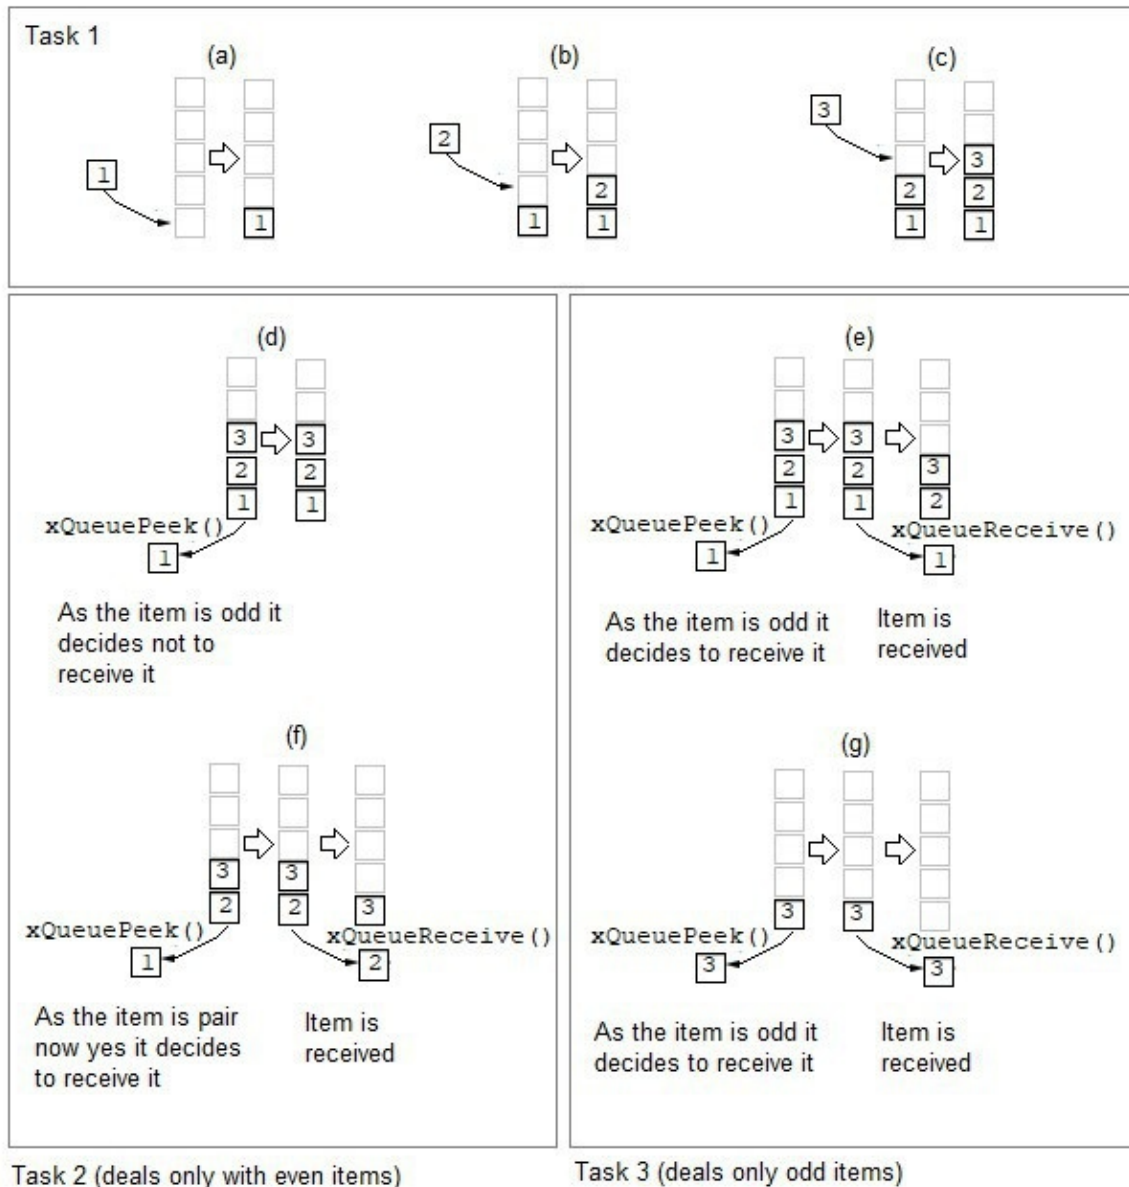 Task 1
(a)
(b)
(c)
1
1
2
1
2
1
3
2
1
3
2
1
(d)
3
3
2
2
1
1
xQueuePeek()
1
As the item is odd it
decides not to
receive it
(e)
3
3
2
2
3
1
1
2
xQueuePeek()
xQueueReceive()
1
1
As the item is odd it
decides to receive it
Item is
received
(f)
3
3
2
2
3
xQueuePeek()
xQueueReceive()
1
2
As the item is pair
now yes it decides
to receive it
Item is
received
(g)
3
3
xQueuePeek()
xQueueReceive()
3
3
As the item is odd it
decides to receive it
Item is
received
Task 2 (deals only with even items)
Task 3 (deals only odd items)